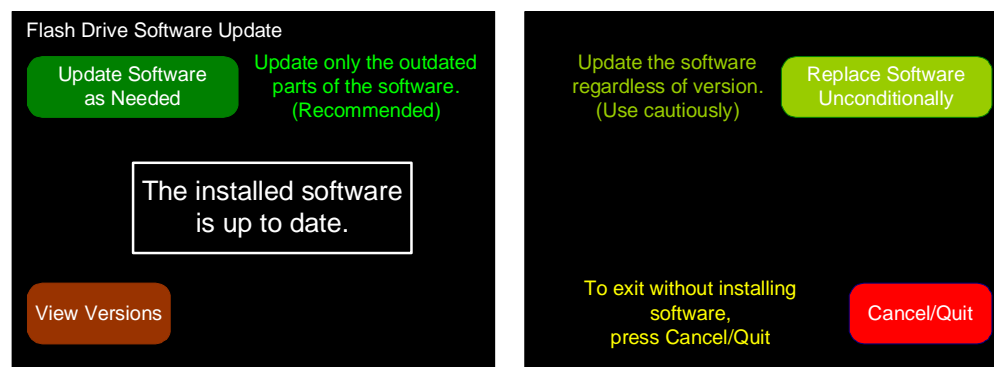 Flash Drive Software Update
Update Software
as Needed
Update only the outdated
parts of the software.
(Recommended)
The installed software
is up to date.
View Versions
Update the software
regardless of version.
(Use cautiously)
Replace Software
Unconditionally
To exit without installing
software,
press Cancel/Quit
Cancel/Quit